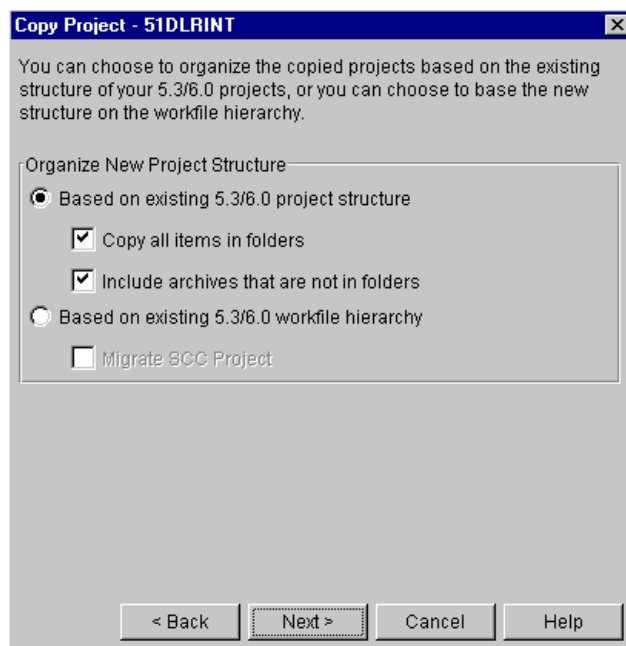 Copy Project - 51DLRINT
You can choose to organize the copied projects based on the existing
structure of your 5.3/6.0 projects, or you can choose to base the new
structure on the workfile hierarchy.
Organize New Project Structure
Based on existing 5.3/6.0 project structure
Copy all items in folders
Include archives that are not in folders
Based on existing 5.3/6.0 workfile hierarchy
Migrate SCC Project
< Back Next > Cancel Help